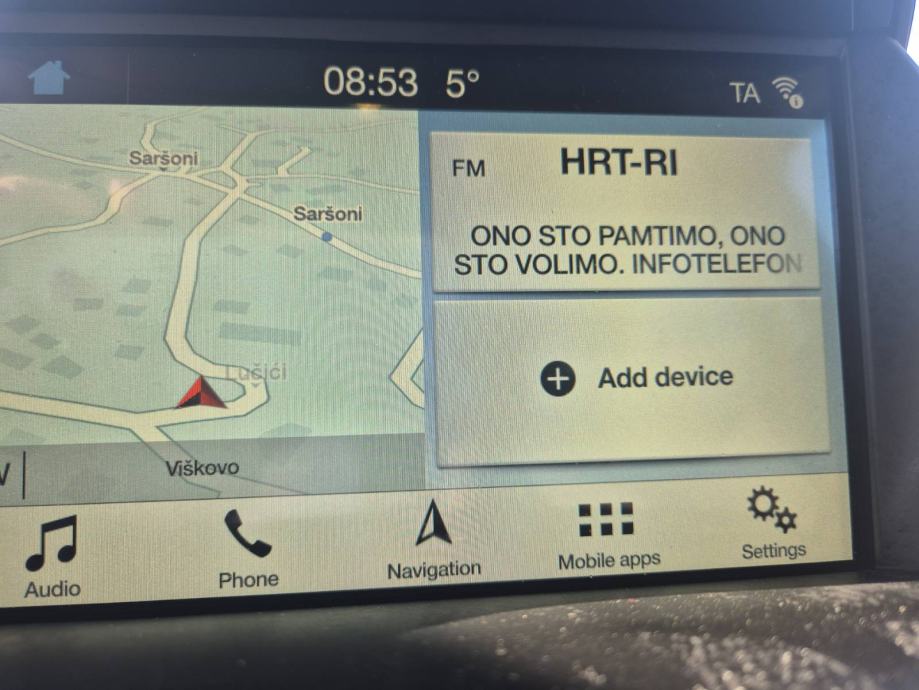 08:53 5°
TA
Saršoni
Saršoni
Lučići
Viškovo
FM HRT-RI
ONO STO PAMTIMO, ONO
STO VOLIMO. INFOTELEFON
Add device
Audio
Phone
Navigation
Mobile apps
Settings